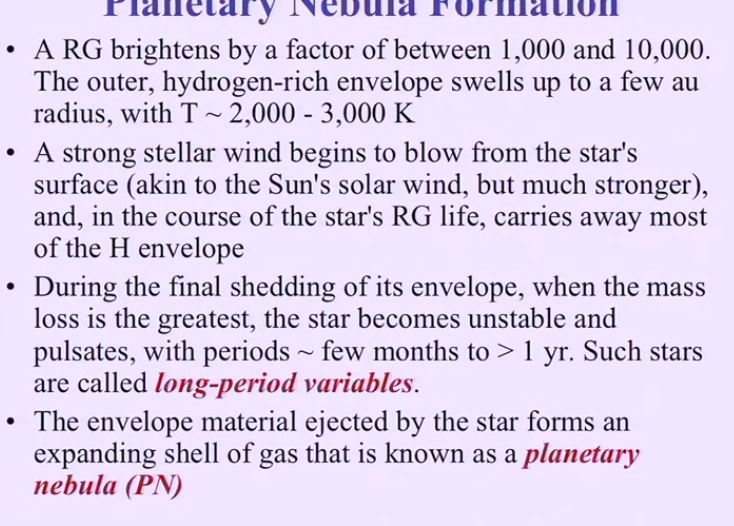 Planetary Nebula Formation
• A RG brightens by a factor of between 1,000 and 10,000.
The outer, hydrogen-rich envelope swells up to a few au
radius, with T ~ 2,000 - 3,000 K
• A strong stellar wind begins to blow from the star's
surface (akin to the Sun's solar wind, but much stronger),
and, in the course of the star's RG life, carries away most
of the H envelope
• During the final shedding of its envelope, when the mass
loss is the greatest, the star becomes unstable and
pulsates, with periods ~ few months to > 1 yr. Such stars
are called long-period variables.
• The envelope material ejected by the star forms an
expanding shell of gas that is known as a planetary
nebula (PN)